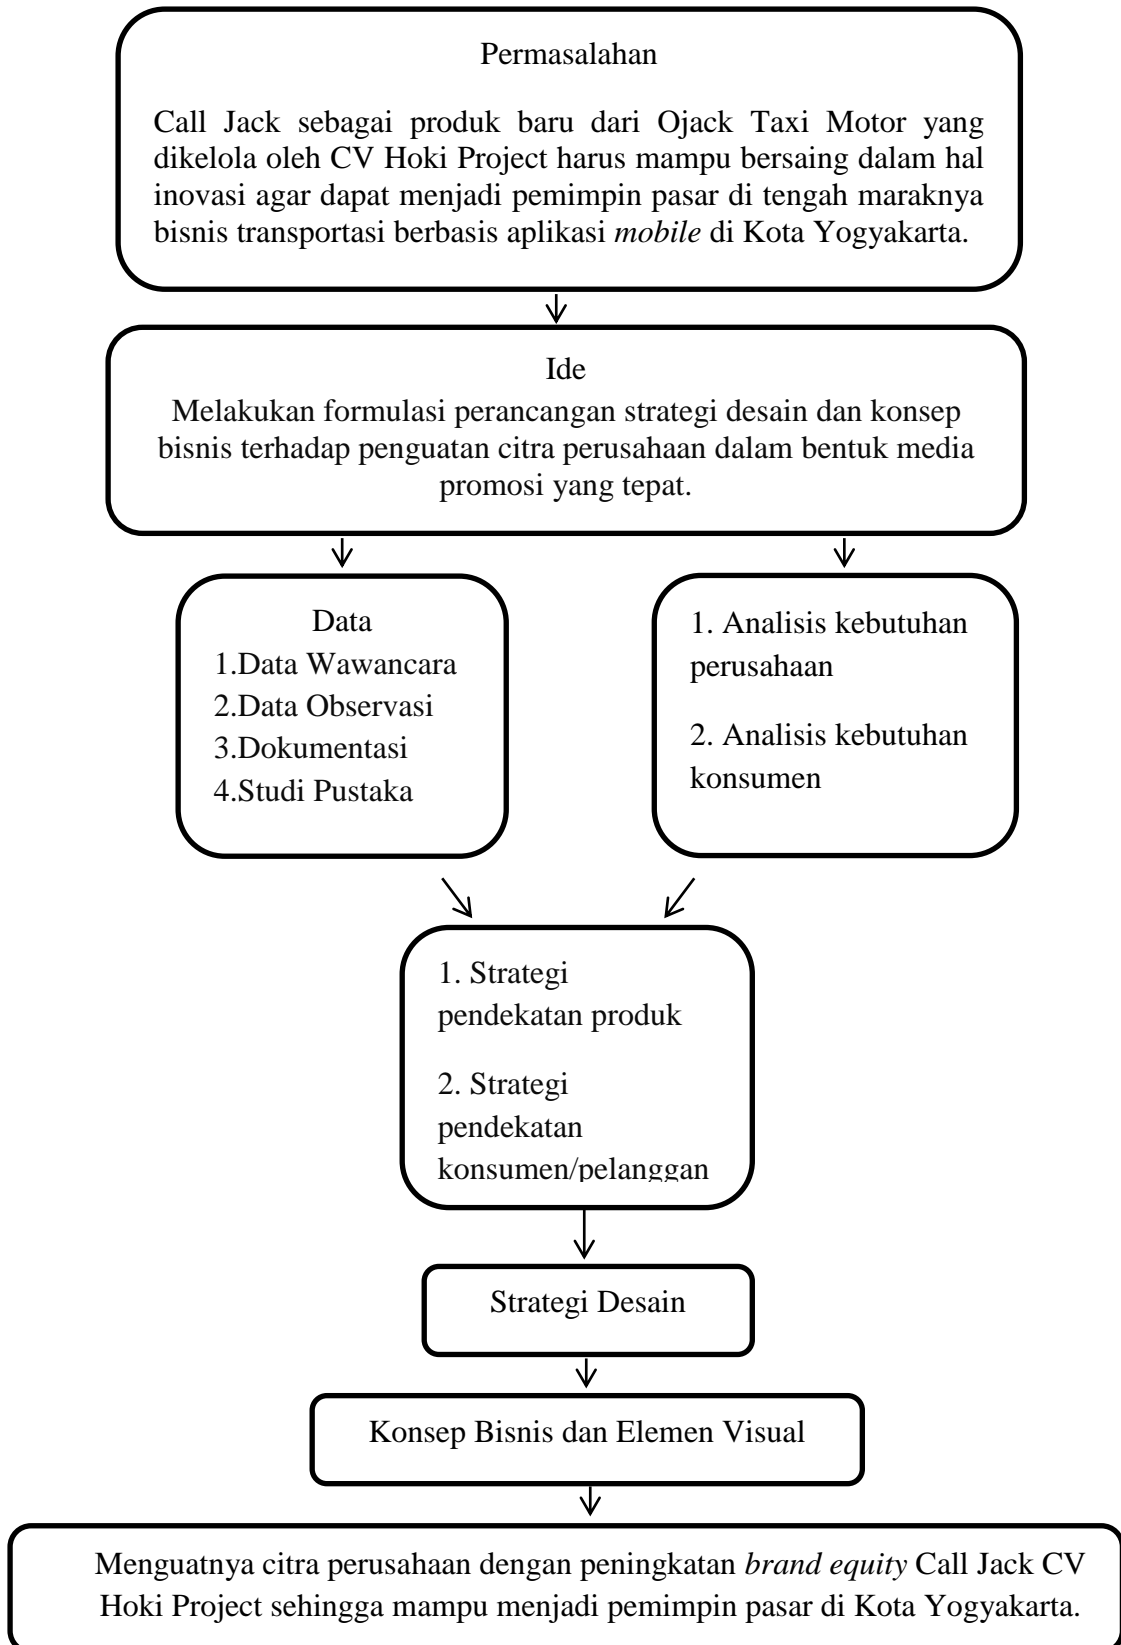 Permasalahan
Call Jack sebagai produk baru dari Ojack Taxi Motor yang
dikelola oleh CV Hoki Project harus mampu bersaing dalam hal
inovasi agar dapat menjadi pemimpin pasar di tengah maraknya
bisnis transportasi berbasis aplikasi mobile di Kota Yogyakarta.
Ide
Melakukan formulasi perancangan strategi desain dan konsep
bisnis terhadap penguatan citra perusahaan dalam bentuk media
promosi yang tepat.
Data
1.Data Wawancara
2.Data Observasi
3.Dokumentasi
4.Studi Pustaka
1. Analisis kebutuhan
perusahaan
2. Analisis kebutuhan
konsumen
1. Strategi
pendekatan produk
2. Strategi
pendekatan
konsumen/pelanggan
Strategi Desain
Konsep Bisnis dan Elemen Visual
Menguatnya citra perusahaan dengan peningkatan brand equity Call Jack CV
Hoki Project sehingga mampu menjadi pemimpin pasar di Kota Yogyakarta.